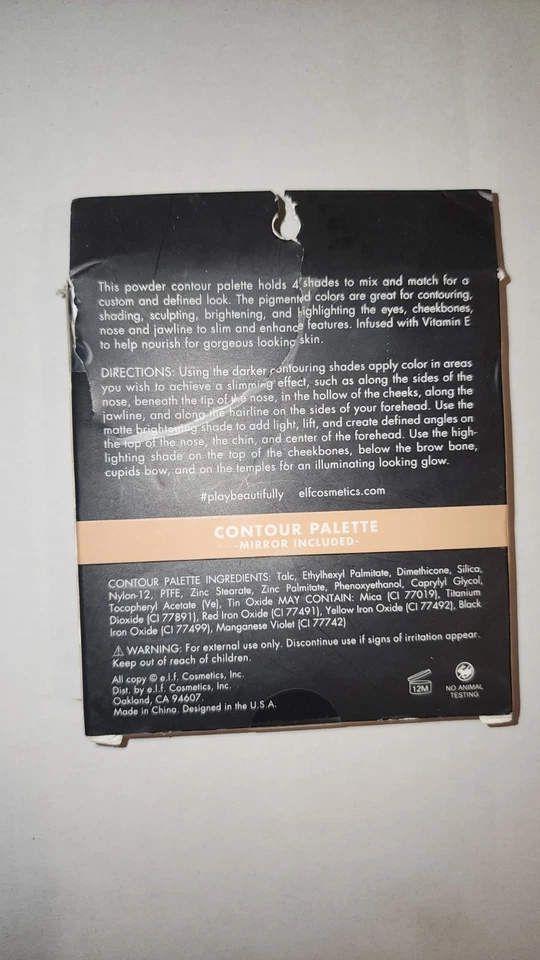 This powder contour palette holds 4 shades to mix and match for a
custom and defined look. The pigmented colors are great for contouring,
shading, sculpting, brightening, and highlighting the eyes, cheekbones,
nose and jawline to slim and enhance features. Infused with Vitamin E
to help nourish for gorgeous looking skin.
DIRECTIONS: Using the darker contouring shades apply color in areas
you wish to achieve a slimming effect, such as along the sides of the
nose, beneath the tip of the nose, in the hollow of the cheeks, along the
jawline, and along the hairline on the sides of your forehead. Use the
matte brightening shade to add light, lift, and create defined angles on
the top of the nose, the chin, and center of the forehead. Use the high-
lighting shade on the top of the cheekbones, below the brow bone,
cupids bow, and on the temples for an illuminating looking glow.
#playbeautifully elfcosmetics.com
CONTOUR PALETTE
-MIRROR INCLUDED-
CONTOUR PALETTE INGREDIENTS: Talc, Ethylhexyl Palmitate, Dimethicone, Silica,
Nylon-12, PTFE, Zinc Stearate, Zinc Palmitate, Phenoxyethanol, Caprylyl Glycol,
Tocopheryl Acetate (Ve), Tin Oxide MAY CONTAIN: Mica (CI 77019), Titanium
Dioxide (CI 77891), Red Iron Oxide (CI 77491), Yellow Iron Oxide (CI 77492), Black
Iron Oxide (CI 77499), Manganese Violet (CI 77742)
⚠ WARNING: For external use only. Discontinue use if signs of irritation appear.
Keep out of reach of children.
All copy © e.l.f. Cosmetics, Inc.
Dist. by e.l.f. Cosmetics, Inc.
Oakland, CA 94607.
Made in China. Designed in the U.S.A.
12M
NO ANIMAL
TESTING